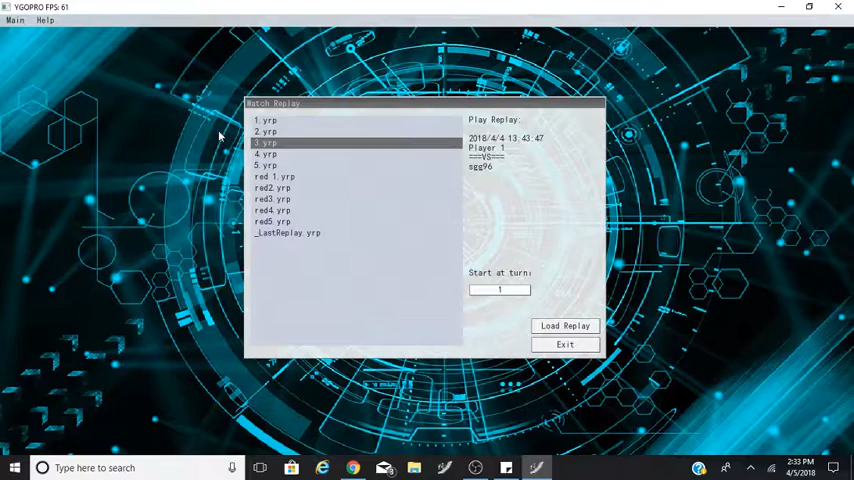 YGOPRO FPS: 61
Main Help
Watch Replay
1.yrp
2.yrp
3.yrp
4.yrp
5.yrp
red 1.yrp
red2.yrp
red3.yrp
red4.yrp
red5.yrp
_LastReplay.yrp
Play Replay:
2018/4/4 13:43:47
Player 1
===VS===
sgg96
Start at turn:
1
Load Replay
Exit
Type here to search
2:33 PM
4/5/2018